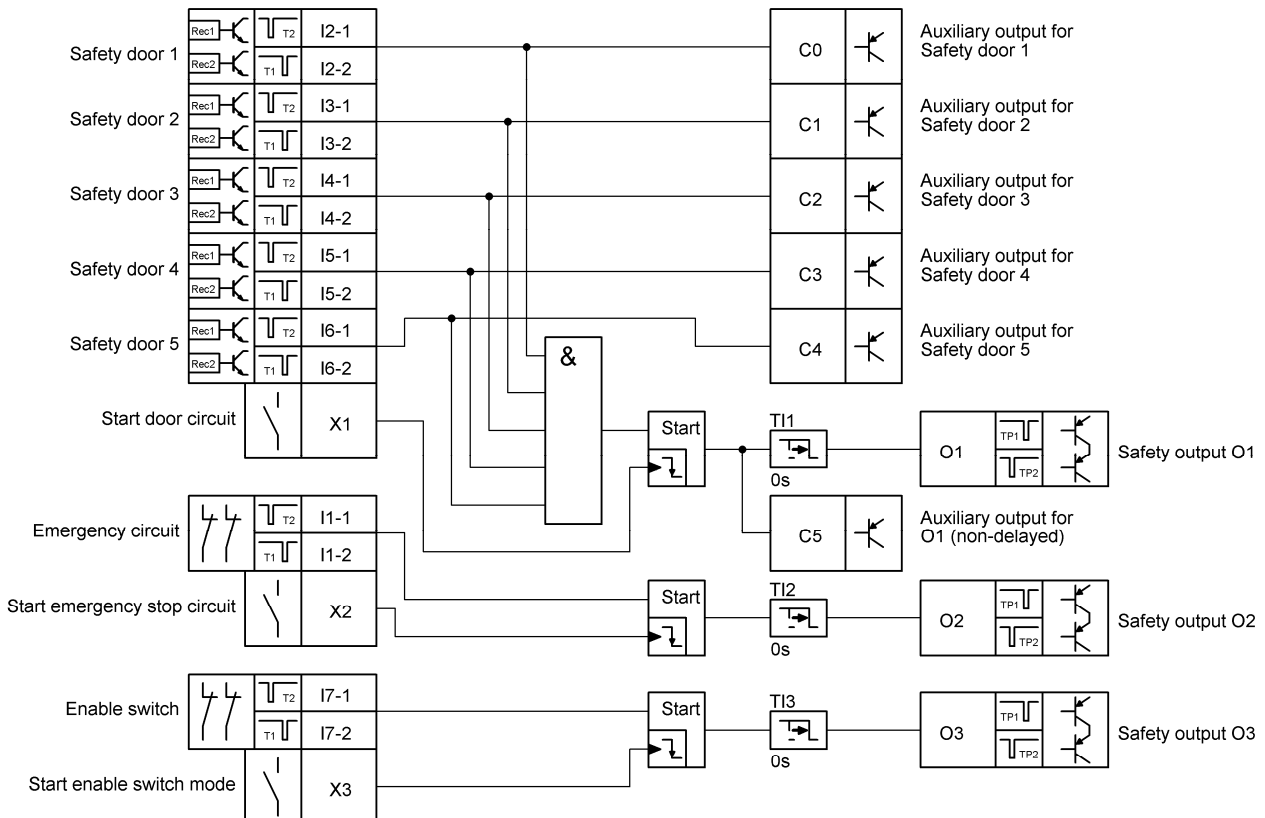 Safety door 1
Rec1
T2
I2-1
Rec2
T1
I2-2
C0
Auxiliary output for
Safety door 1
Safety door 2
Rec1
T2
I3-1
Rec2
T1
I3-2
C1
Auxiliary output for
Safety door 2
Safety door 3
Rec1
T2
I4-1
Rec2
T1
I4-2
C2
Auxiliary output for
Safety door 3
Safety door 4
Rec1
T2
I5-1
Rec2
T1
I5-2
C3
Auxiliary output for
Safety door 4
Safety door 5
Rec1
T2
I6-1
Rec2
T1
I6-2
C4
Auxiliary output for
Safety door 5
&
Start door circuit
X1
Start
TI1
0s
O1
TP1
TP2
Safety output O1
C5
Auxiliary output for
O1 (non-delayed)
Emergency circuit
T2
I1-1
T1
I1-2
Start emergency stop circuit
X2
Start
TI2
0s
O2
TP1
TP2
Safety output O2
Enable switch
T2
I7-1
T1
I7-2
Start enable switch mode
X3
Start
TI3
0s
O3
TP1
TP2
Safety output O3